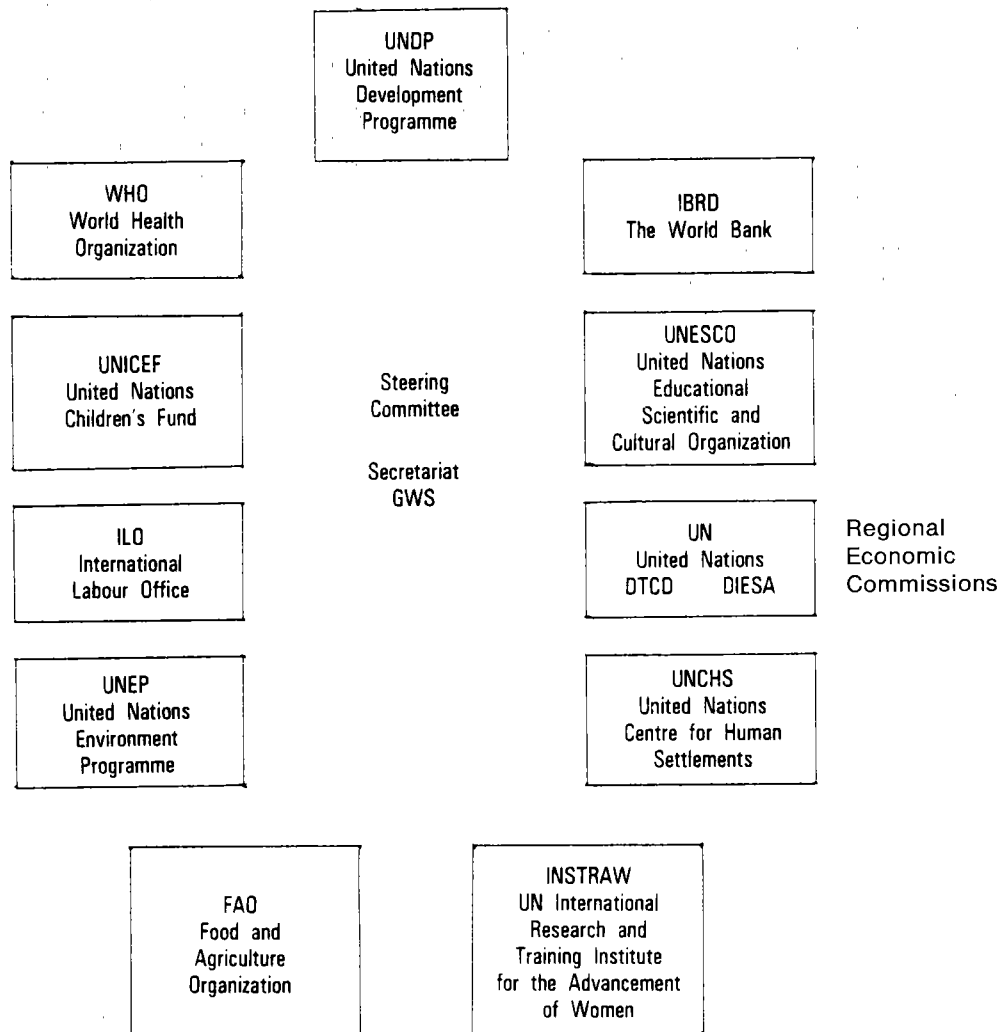 UNDP
United Nations
Development
Programme
WHO
World Health
Organization
IBRD
The World Bank
UNICEF
United Nations
Children's Fund
Steering
Committee
Secretariat
GWS
UNESCO
United Nations
Educational
Scientific and
Cultural Organization
ILO
International
Labour Office
UN
United Nations
DTCD DIESA
Regional
Economic
Commissions
UNEP
United Nations
Environment
Programme
UNCHS
United Nations
Centre for Human
Settlements
FAO
Food and
Agriculture
Organization
INSTRAW
UN International
Research and
Training Institute
for the Advancement
of Women